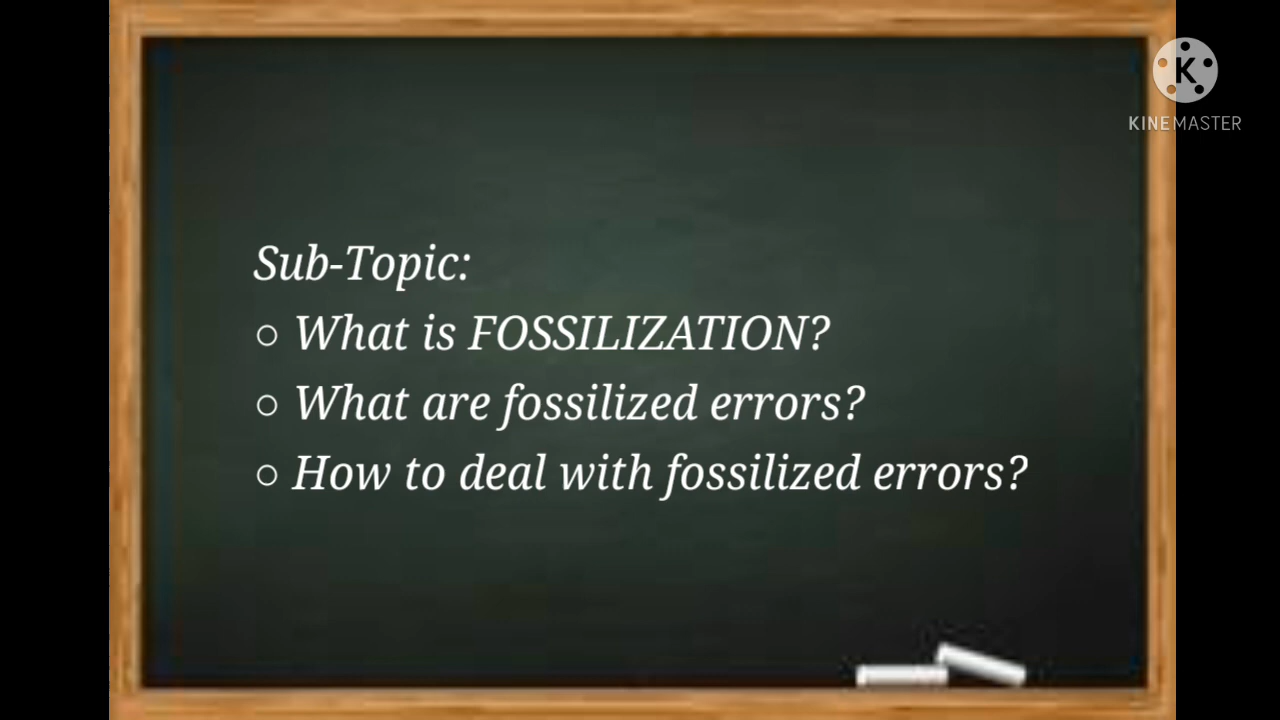 KINEMASTER
Sub-Topic:
○ What is FOSSILIZATION?
○ What are fossilized errors?
○ How to deal with fossilized errors?